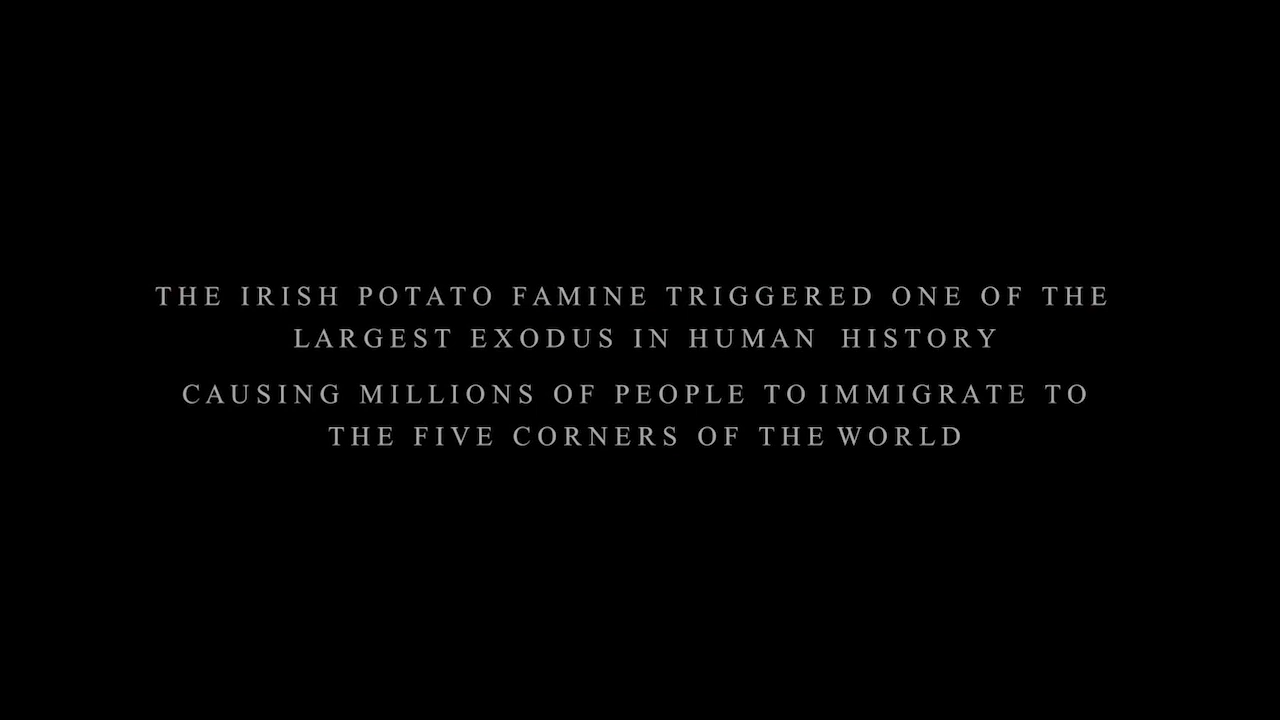 THE IRISH POTATO FAMINE TRIGGERED ONE OF THE
LARGEST EXODUS IN HUMAN HISTORY
CAUSING MILLIONS OF PEOPLE TO IMMIGRATE TO
THE FIVE CORNERS OF THE WORLD